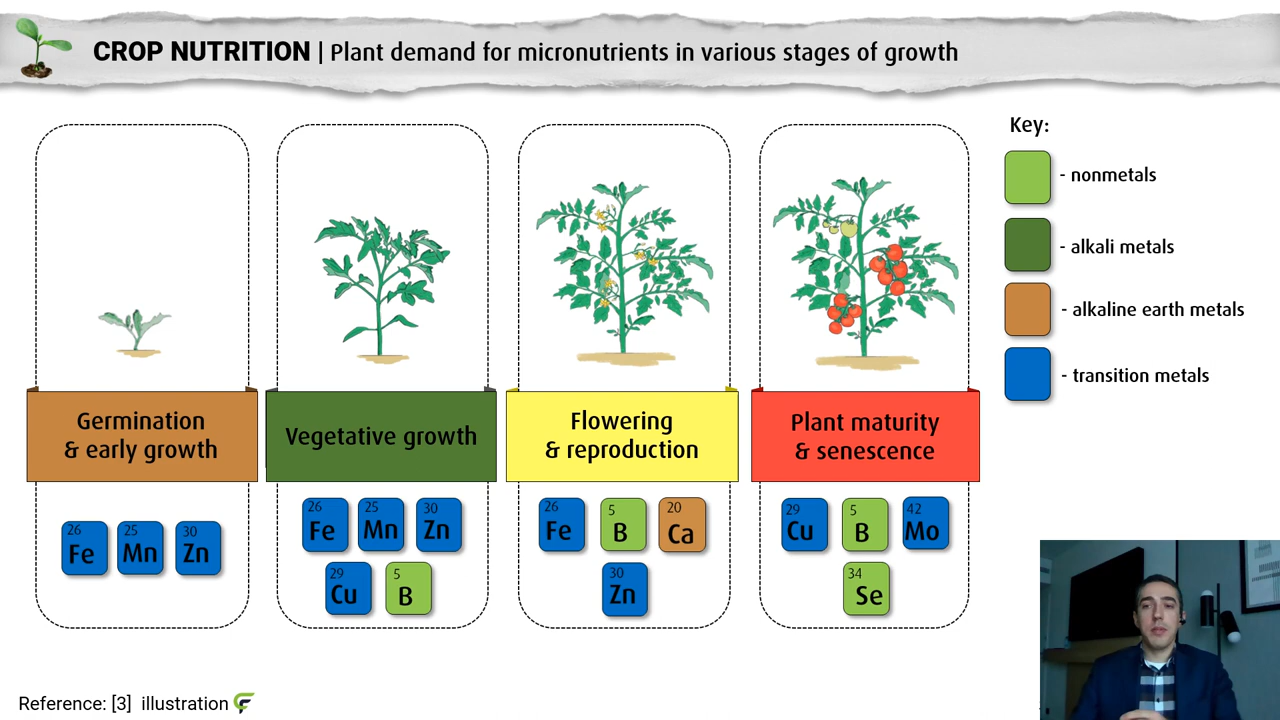 CROP NUTRITION | Plant demand for micronutrients in various stages of growth
Key:
- nonmetals
- alkali metals
- alkaline earth metals
- transition metals
Germination
& early growth
Vegetative growth
Flowering
& reproduction
Plant maturity
& senescence
26 Fe 25 Mn 30 Zn
26 Fe 25 Mn 30 Zn
29 Cu 5 B
26 Fe 5 B 20 Ca
30 Zn
29 Cu 5 B 42 Mo
34 Se
Reference: [3] illustration